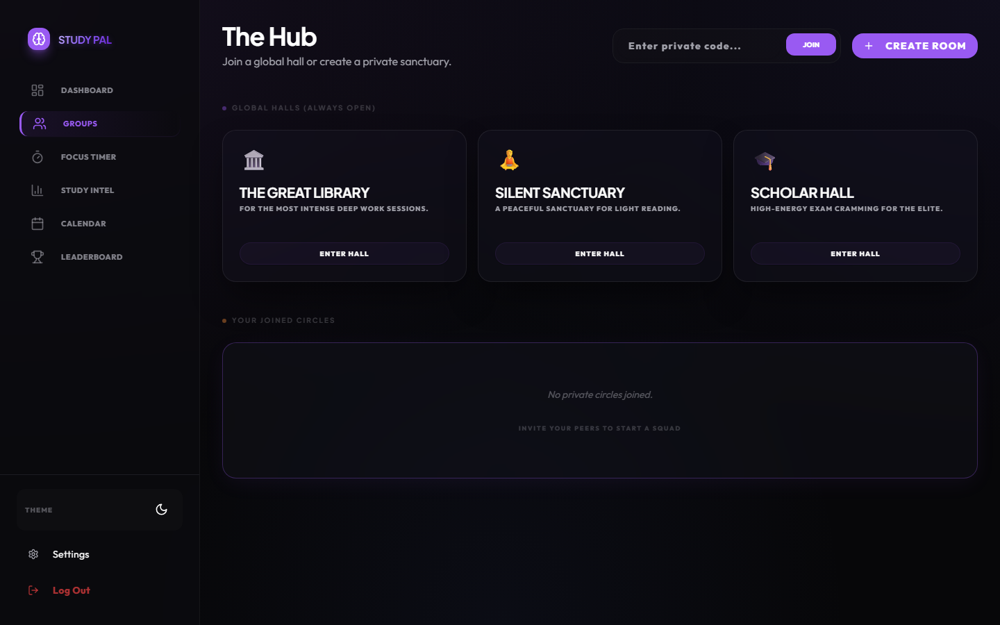 STUDY PAL
DASHBOARD
GROUPS
FOCUS TIMER
STUDY INTEL
CALENDAR
LEADERBOARD
THEME
Settings
Log Out
The Hub
Join a global hall or create a private sanctuary.
Enter private code...
JOIN
CREATE ROOM
GLOBAL HALLS (ALWAYS OPEN)
THE GREAT LIBRARY
FOR THE MOST INTENSE DEEP WORK SESSIONS.
ENTER HALL
SILENT SANCTUARY
A PEACEFUL SANCTUARY FOR LIGHT READING.
ENTER HALL
SCHOLAR HALL
HIGH-ENERGY EXAM CRAMMING FOR THE ELITE.
ENTER HALL
YOUR JOINED CIRCLES
No private circles joined.
INVITE YOUR PEERS TO START A SQUAD